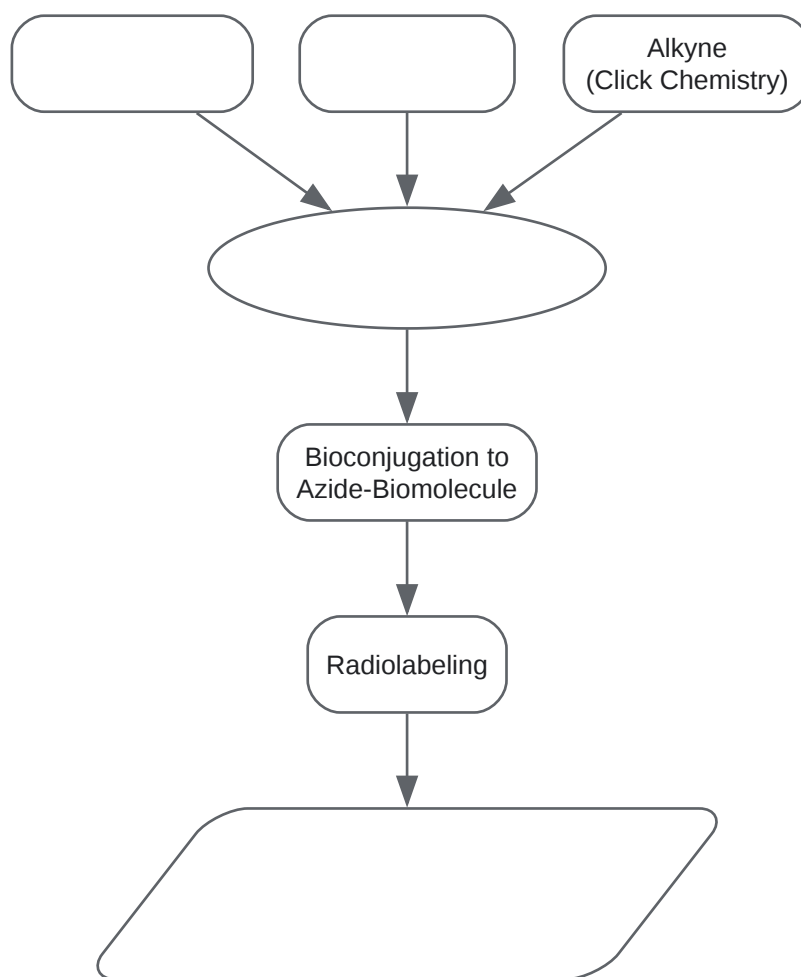 Alkyne
(Click Chemistry)
Bioconjugation to
Azide-Biomolecule
Radiolabeling